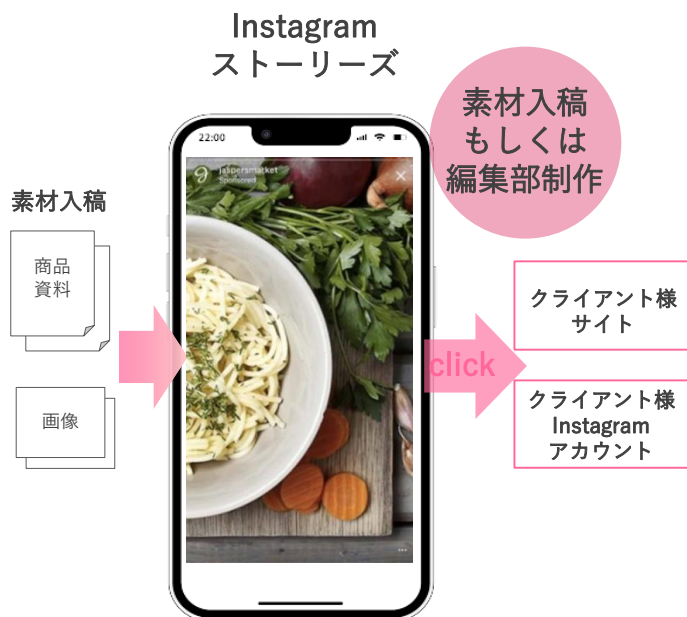 Instagram
ストーリーズ
素材入稿
もしくは
編集部制作
22:00
jaspersmarket
Sponsored
素材入稿
商品
資料
画像
click
クライアント様
サイト
クライアント様
Instagram
アカウント